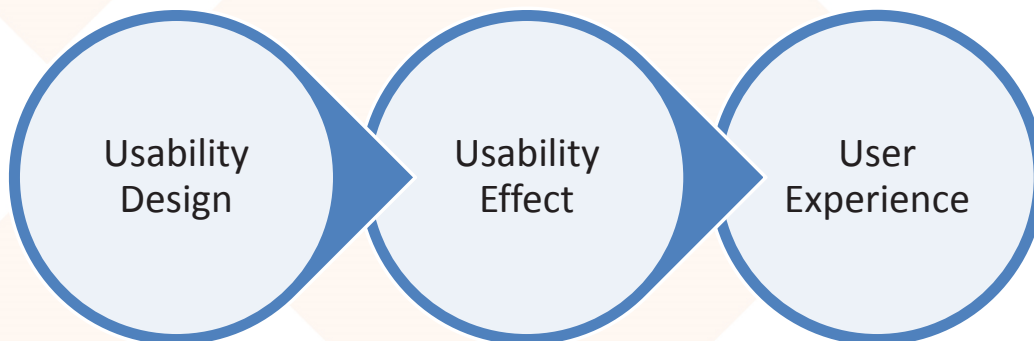 Usability
Design
Usability
Effect
User
Experience